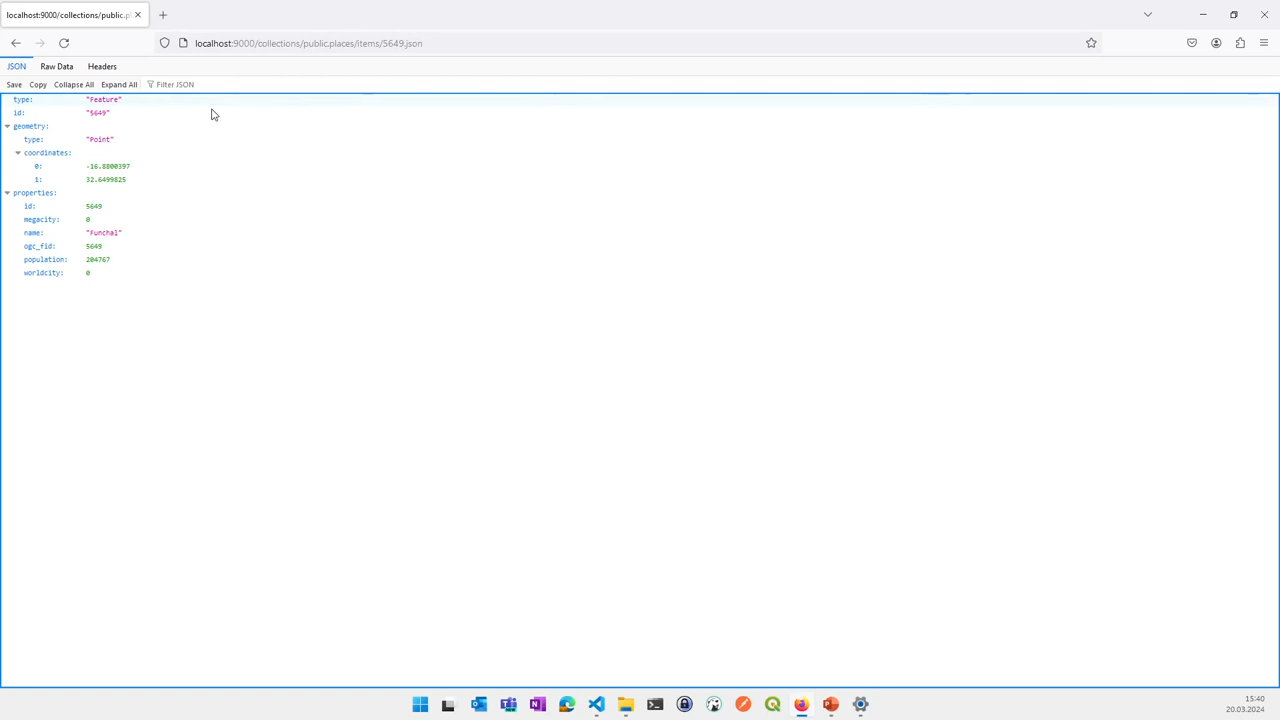 localhost:9000/collections/public.pl
localhost:9000/collections/public.places/items/5649.json
JSON Raw Data Headers
Save Copy Collapse All Expand All Filter JSON
type: "Feature"
id: "5649"
geometry:
type: "Point"
coordinates:
0: -16.8800397
1: 32.6499825
properties:
id: 5649
megacity: 0
name: "Funchal"
ogc_fid: 5649
population: 204767
worldcity: 0
15:40
20.03.2024